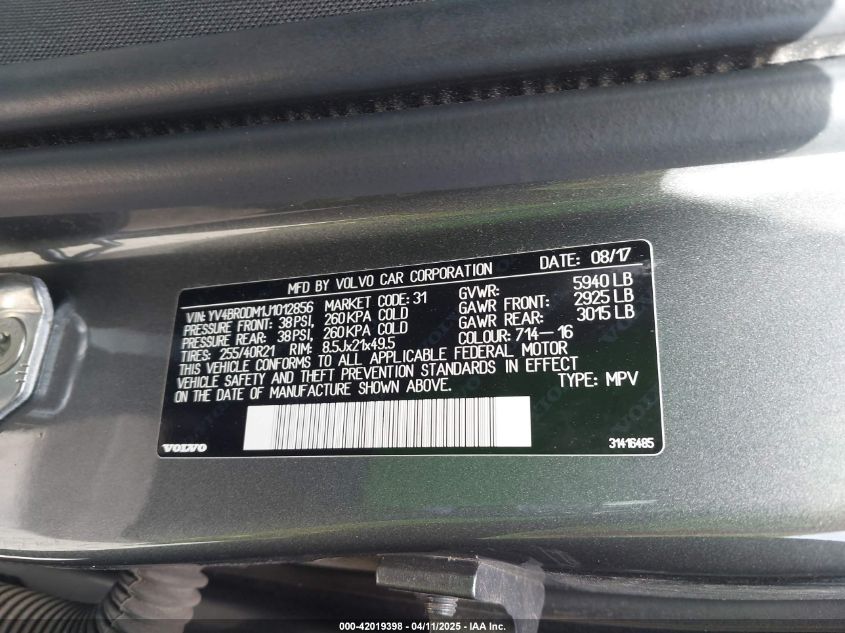 MFD BY VOLVO CAR CORPORATION DATE: 08/17
VIN: YV4BR0DM1J1012856 MARKET CODE: 31 GVWR: 5940 LB
PRESSURE FRONT: 38PSI, 260KPA COLD GAWR FRONT: 2925 LB
PRESSURE REAR: 38PSI, 260KPA COLD GAWR REAR: 3015 LB
TIRES: 255/40R21 RIM: 8.5Jx21x49.5 COLOUR: 714-16
THIS VEHICLE CONFORMS TO ALL APPLICABLE FEDERAL MOTOR
VEHICLE SAFETY AND THEFT PREVENTION STANDARDS IN EFFECT
ON THE DATE OF MANUFACTURE SHOWN ABOVE. TYPE: MPV
VOLVO 31416485
000-42019398 - 04/11/2025 - IAA Inc.